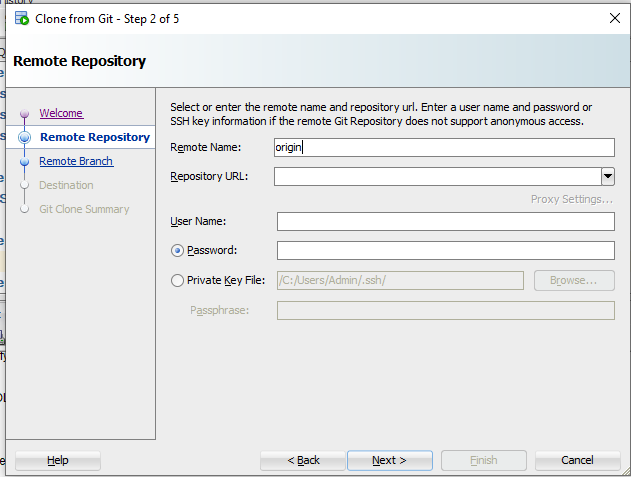 Clone from Git - Step 2 of 5
Remote Repository
Welcome
Remote Repository
Remote Branch
Destination
Git Clone Summary
Select or enter the remote name and repository url. Enter a user name and password or
SSH key information if the remote Git Repository does not support anonymous access.
Remote Name: origin
Repository URL:
Proxy Settings...
User Name:
Password:
Private Key File: /C:/Users/Admin/.ssh/ Browse...
Passphrase:
Help < Back Next > Finish Cancel